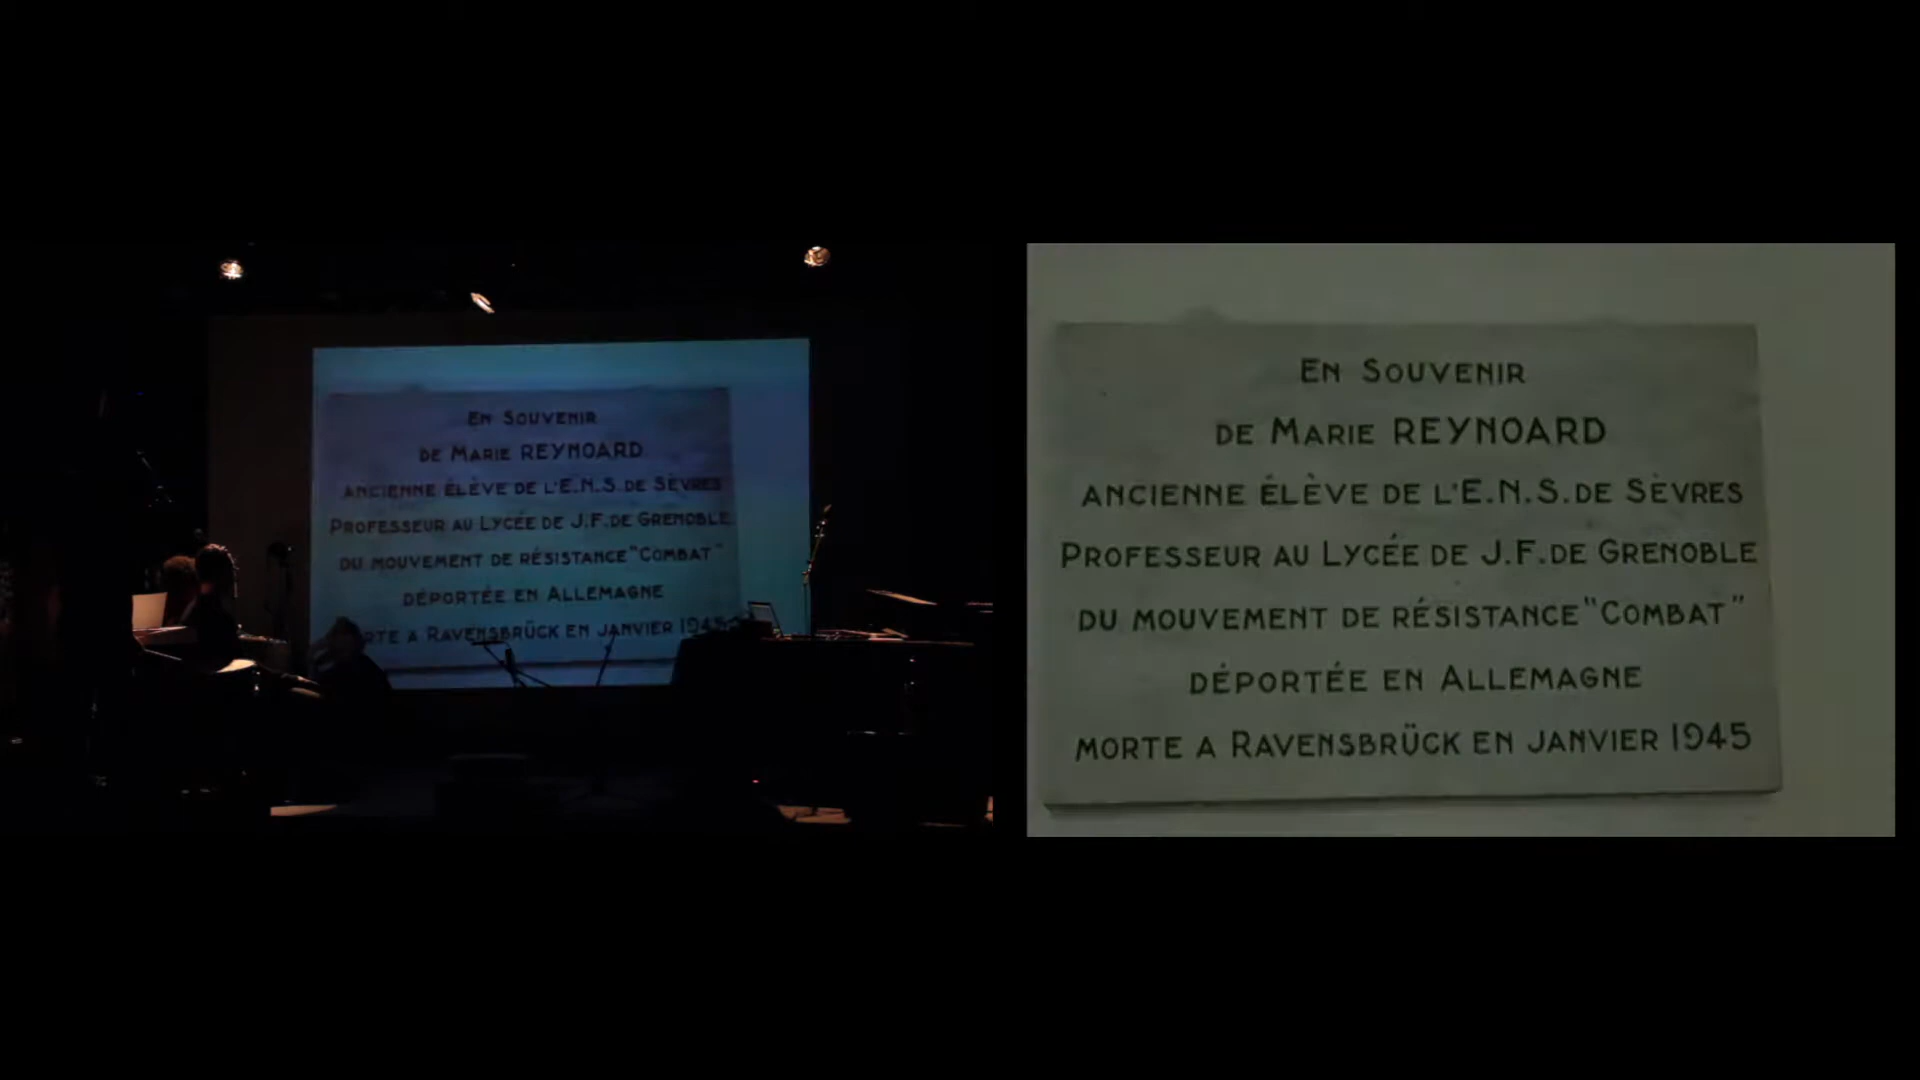 En Souvenir
de Marie REYNOARD
ancienne élève de l'E.N.S. de Sèvres
Professeur au Lycée de J.F. de Grenoble
du mouvement de résistance "Combat"
déportée en Allemagne
morte a Ravensbrück en janvier 1945
En Souvenir
de Marie REYNOARD
ancienne élève de l'E.N.S. de Sèvres
Professeur au Lycée de J.F. de Grenoble
du mouvement de résistance "Combat"
déportée en Allemagne
morte a Ravensbrück en janvier 1945